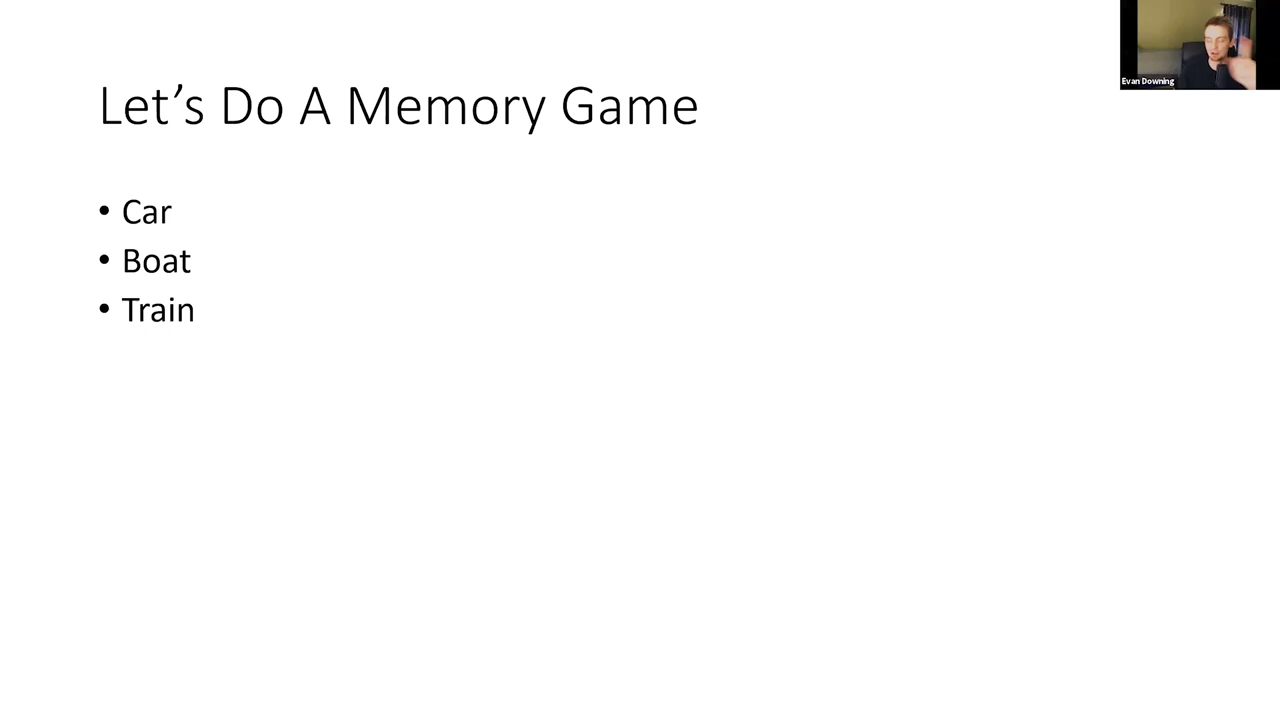 Let's Do A Memory Game
• Car
• Boat
• Train
Evan Downing